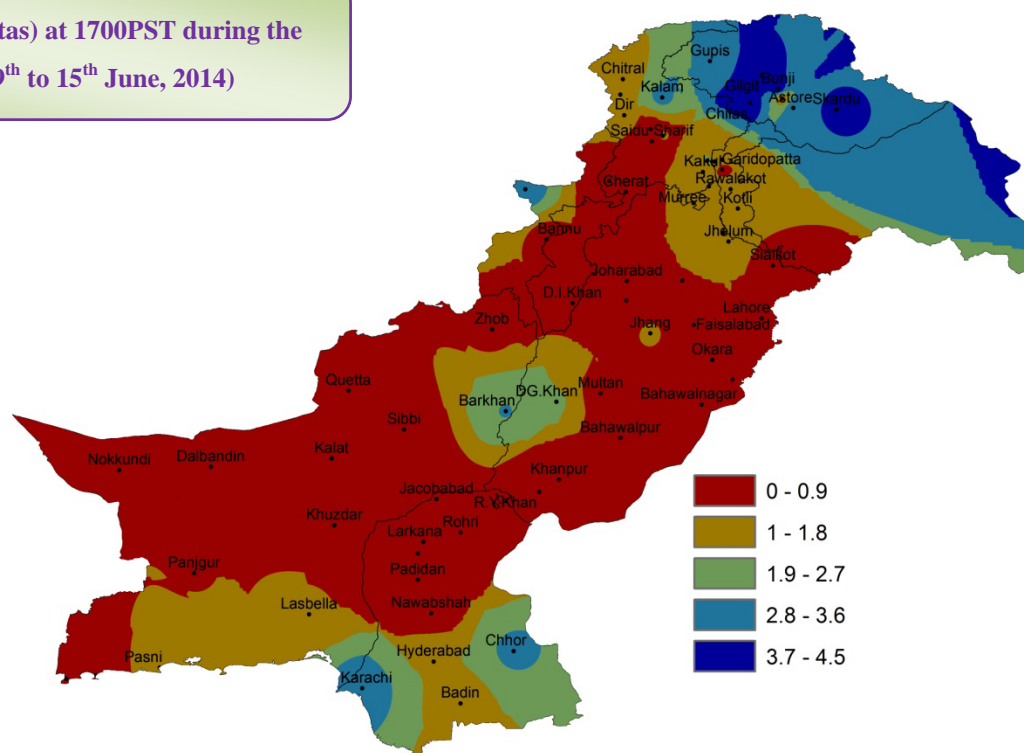 tas) at 1700PST during the
th to 15th June, 2014)
Gupis
Chitral
Kalam
Gilgit
Bunji
Dir
Astore
Skardu
Chilas
Saidu Sharif
Kakul
Garidopatta
Cherat
Rawalakot
Murree
Kotli
Bannu
Jhelum
Sialkot
Joharabad
D.I.Khan
Lahore
Zhob
Jhang
Faisalabad
Okara
Quetta
Barkhan
DG.Khan
Multan
Bahawalnagar
Sibbi
Bahawalpur
Kalat
Nokkundi
Dalbandin
Khanpur
Jacobabad
R.Y.Khan
Khuzdar
Larkana
Rohri
Panjgur
Padidan
Lasbella
Nawabshah
Hyderabad
Chhor
Pasni
Karachi
Badin
0 - 0.9
1 - 1.8
1.9 - 2.7
2.8 - 3.6
3.7 - 4.5